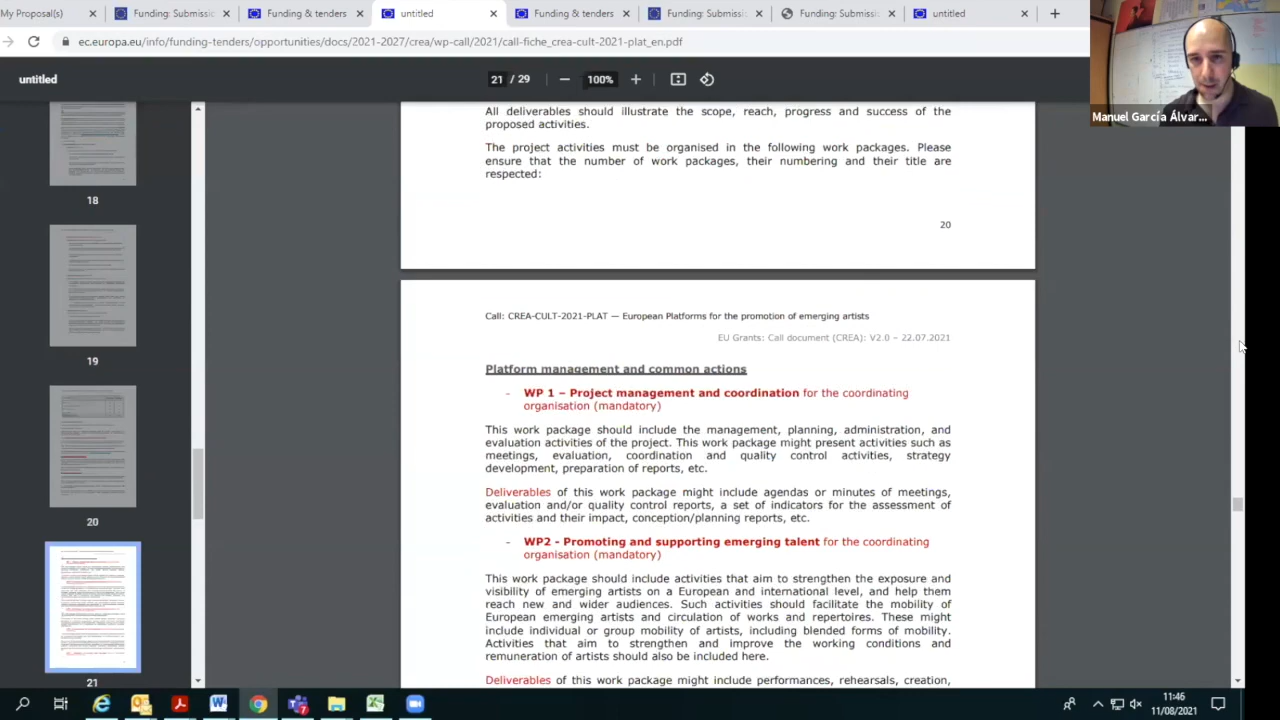 My Proposal(s)
Funding: Submissi
Funding & tenders
untitled
Funding & tenders
Funding: Submissi
Funding: Submissi
untitled
ec.europa.eu/info/funding-tenders/opportunities/docs/2021-2027/crea/wp-call/2021/call-fiche_crea-cult-2021-plat_en.pdf
untitled
21 / 29
100%
Manuel García Álvar...
18
19
20
21
All deliverables should illustrate the scope, reach, progress and success of the
proposed activities.
The project activities must be organised in the following work packages. Please
ensure that the number of work packages, their numbering and their title are
respected:
20
Call: CREA-CULT-2021-PLAT — European Platforms for the promotion of emerging artists
EU Grants: Call document (CREA): V2.0 – 22.07.2021
Platform management and common actions
- WP 1 – Project management and coordination for the coordinating
organisation (mandatory)
This work package should include the management, planning, administration, and
evaluation activities of the project. This work package might present activities such as
meetings, evaluation, coordination and quality control activities, strategy
development, preparation of reports, etc.
Deliverables of this work package might include agendas or minutes of meetings,
evaluation and/or quality control reports, a set of indicators for the assessment of
activities and their impact, conception/planning reports, etc.
- WP2 - Promoting and supporting emerging talent for the coordinating
organisation (mandatory)
This work package should include activities that aim to strengthen the exposure and
visibility of emerging artists on a European and international level, and help them
reach new and wider audiences. Such activities should facilitate the mobility of
European emerging artists and circulation of works and repertoires. These might
include individual or group mobility of artists, including blended forms of mobility.
Activities that aim to strengthen and improve the working conditions and
remuneration of artists should also be included here.
Deliverables of this work package might include performances, rehearsals, creation,
11:46
11/08/2021